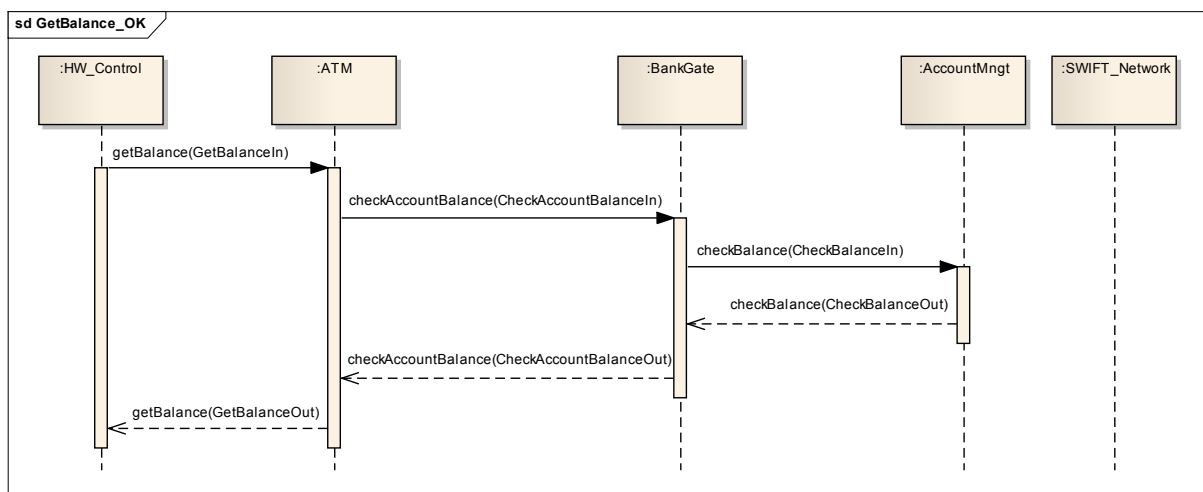 sd GetBalance_OK
:HW_Control
:ATM
:BankGate
:AccountMngt
:SWIFT_Network
getBalance(GetBalanceIn)
checkAccountBalance(CheckAccountBalanceIn)
checkBalance(CheckBalanceIn)
checkBalance(CheckBalanceOut)
checkAccountBalance(CheckAccountBalanceOut)
getBalance(GetBalanceOut)